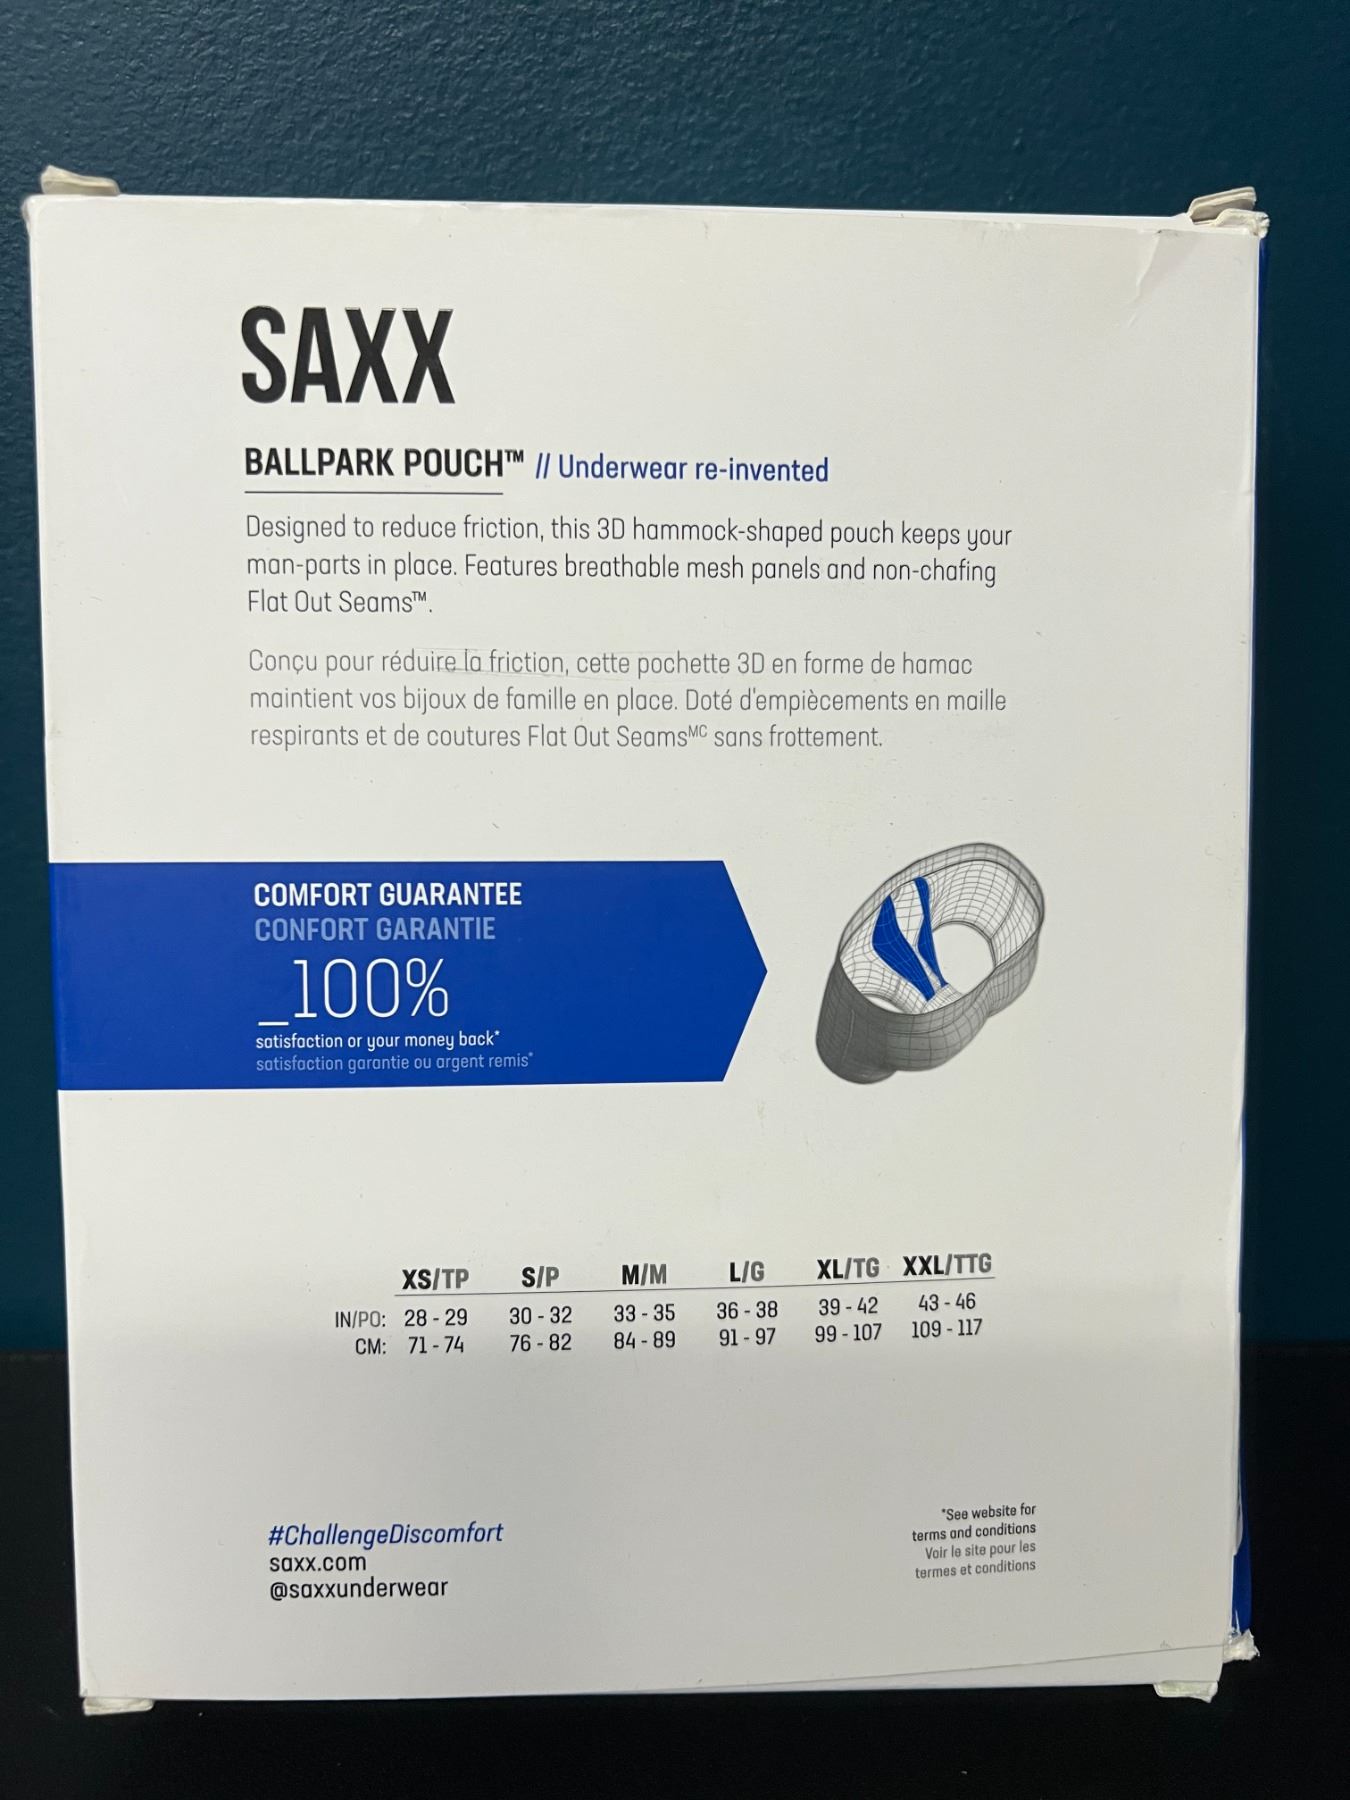 SAXX
BALLPARK POUCH™ // Underwear re-invented
Designed to reduce friction, this 3D hammock-shaped pouch keeps your
man-parts in place. Features breathable mesh panels and non-chafing
Flat Out Seams™.
Conçu pour réduire la friction, cette pochette 3D en forme de hamac
maintient vos bijoux de famille en place. Doté d'empiècements en maille
respirants et de coutures Flat Out Seamsᴹᶜ sans frottement.
COMFORT GUARANTEE
CONFORT GARANTIE
_100%
satisfaction or your money back*
satisfaction garantie ou argent remis*
XS/TP S/P M/M L/G XL/TG XXL/TTG
IN/PO: 28 - 29 30 - 32 33 - 35 36 - 38 39 - 42 43 - 46
CM: 71 - 74 76 - 82 84 - 89 91 - 97 99 - 107 109 - 117
#ChallengeDiscomfort
saxx.com
@saxxunderwear
*See website for
terms and conditions
Voir le site pour les
termes et conditions